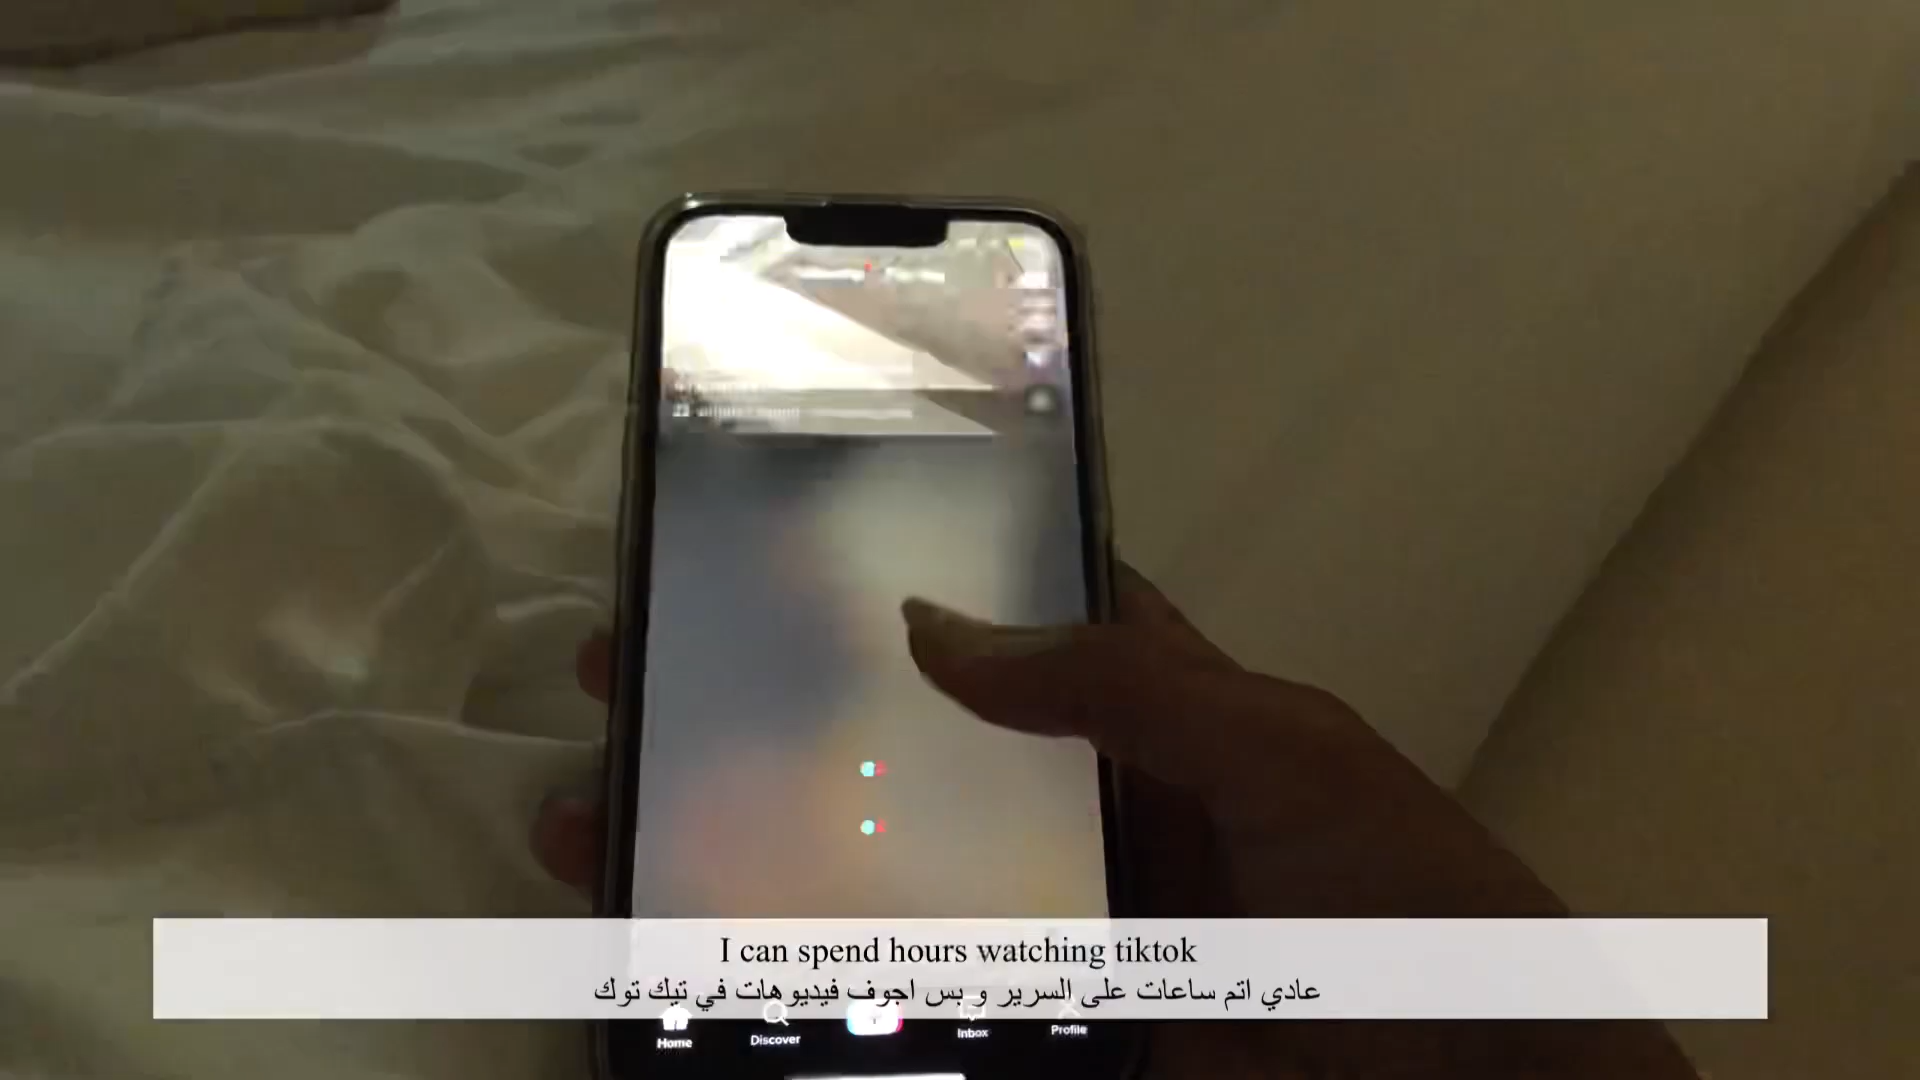 I can spend hours watching tiktok
عادي اتم ساعات على السرير و بس اجوف فيديوهات في تيك توك
Home
Discover
Inbox
Profile